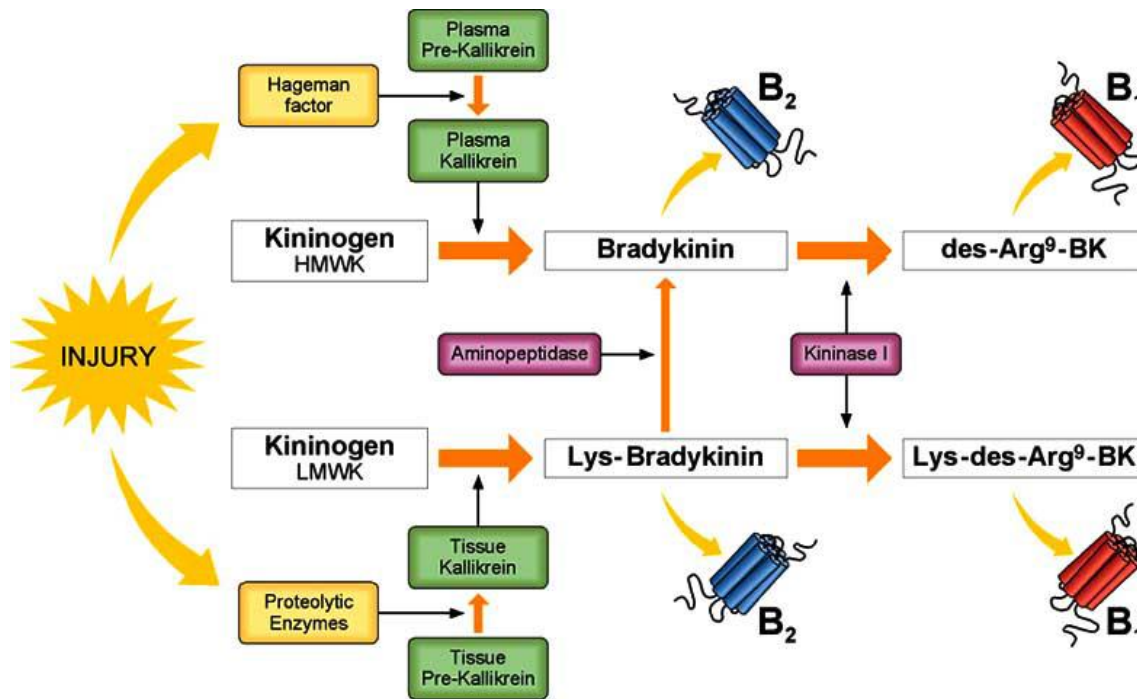 Plasma
Pre-Kallikrein
Hageman
factor
Plasma
Kallikrein
B₂
B
Kininogen
HMWK
Bradykinin
des-Arg⁹-BK
INJURY
Aminopeptidase
Kininase I
Kininogen
LMWK
Lys-Bradykinin
Lys-des-Arg⁹-BK
Tissue
Kallikrein
Proteolytic
Enzymes
Tissue
Pre-Kallikrein
B₂
B